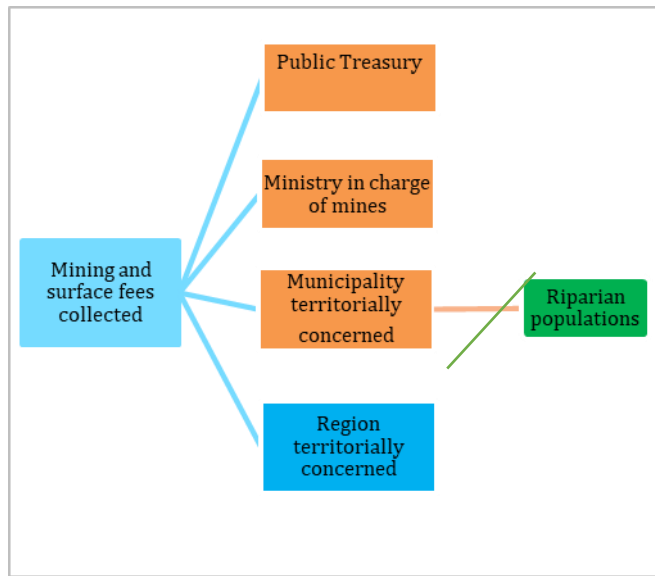 Public Treasury
Ministry in charge
of mines
Mining and
surface fees
collected
Municipality
territorially
concerned
Riparian
populations
Region
territorially
concerned